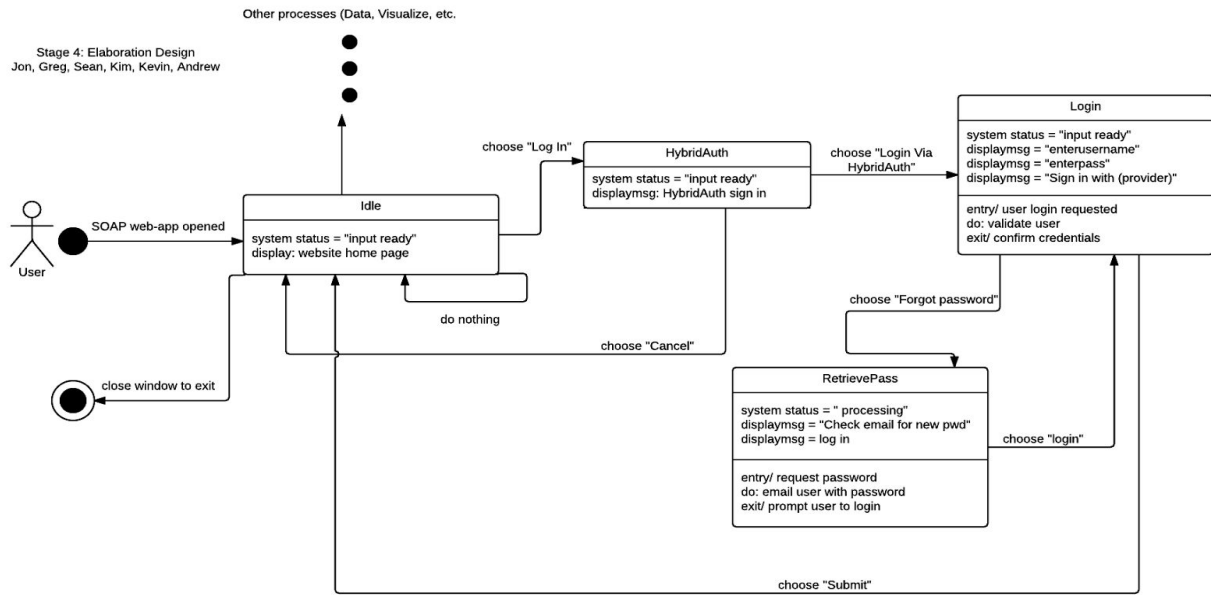 Other processes (Data, Visualize, etc.
Stage 4: Elaboration Design
Jon, Greg, Sean, Kim, Kevin, Andrew
User
SOAP web-app opened
Idle
system status = "input ready"
display: website home page
do nothing
close window to exit
choose "Log In"
HybridAuth
system status = "input ready"
displaymsg: HybridAuth sign in
choose "Cancel"
choose "Login Via
HybridAuth"
Login
system status = "input ready"
displaymsg = "enterusername"
displaymsg = "enterpass"
displaymsg = "Sign in with (provider)"
entry/ user login requested
do: validate user
exit/ confirm credentials
choose "Forgot password"
RetrievePass
system status = " processing"
displaymsg = "Check email for new pwd"
displaymsg = log in
entry/ request password
do: email user with password
exit/ prompt user to login
choose "login"
choose "Submit"